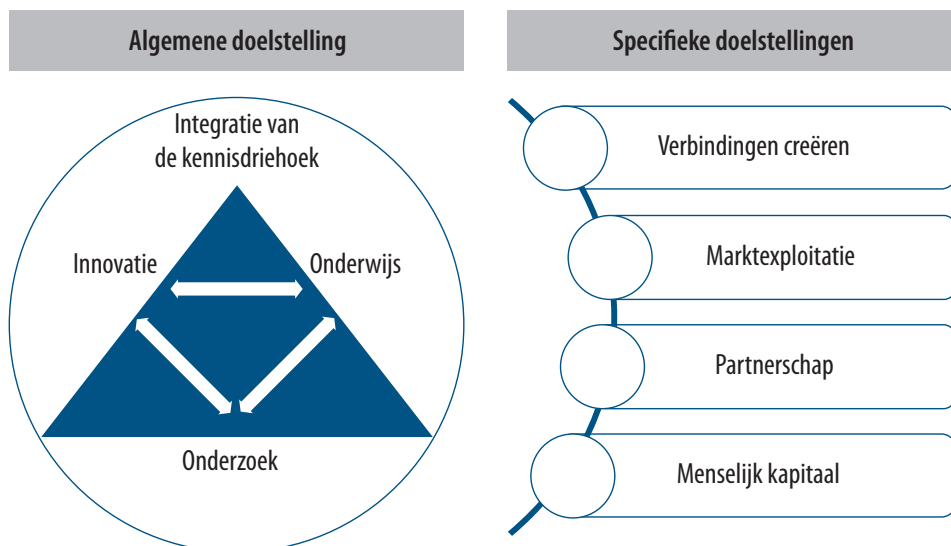 Algemene doelstelling
Integratie van
de kennisdriehoek
Innovatie
Onderwijs
Onderzoek
Specifieke doelstellingen
Verbindingen creëren
Marktexploitatie
Partnerschap
Menselijk kapitaal